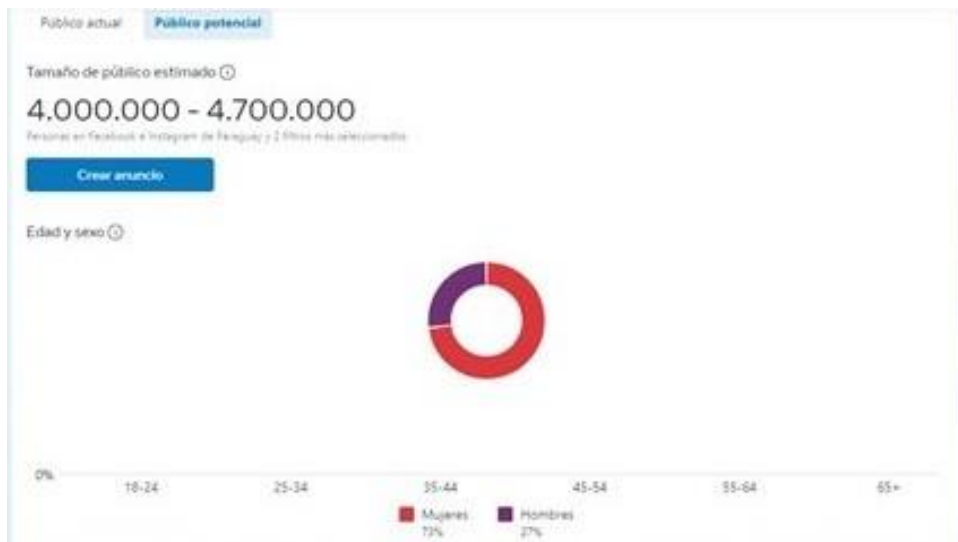 Público actual Público potencial
Tamaño de público estimado
4.000.000 - 4.700.000
Personas en Facebook e Instagram de Paraguay y 2 filtros más seleccionados
Crear anuncio
Edad y sexo
0%
18-24 25-34 35-44 45-54 55-64 65+
Mujeres Hombres
73% 27%